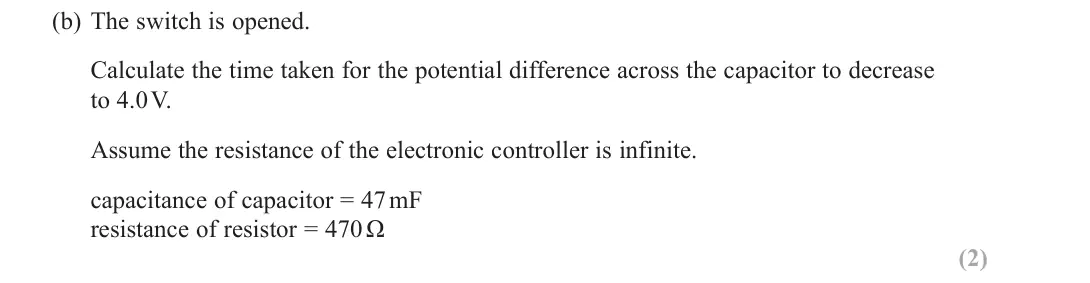 (b) The switch is opened.
Calculate the time taken for the potential difference across the capacitor to decrease
to 4.0 V.
Assume the resistance of the electronic controller is infinite.
capacitance of capacitor = 47 mF
resistance of resistor = 470 Ω
(2)